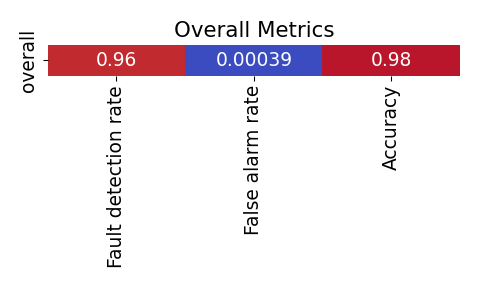 Overall Metrics
overall
0.96
0.00039
0.98
Fault detection rate
False alarm rate
Accuracy